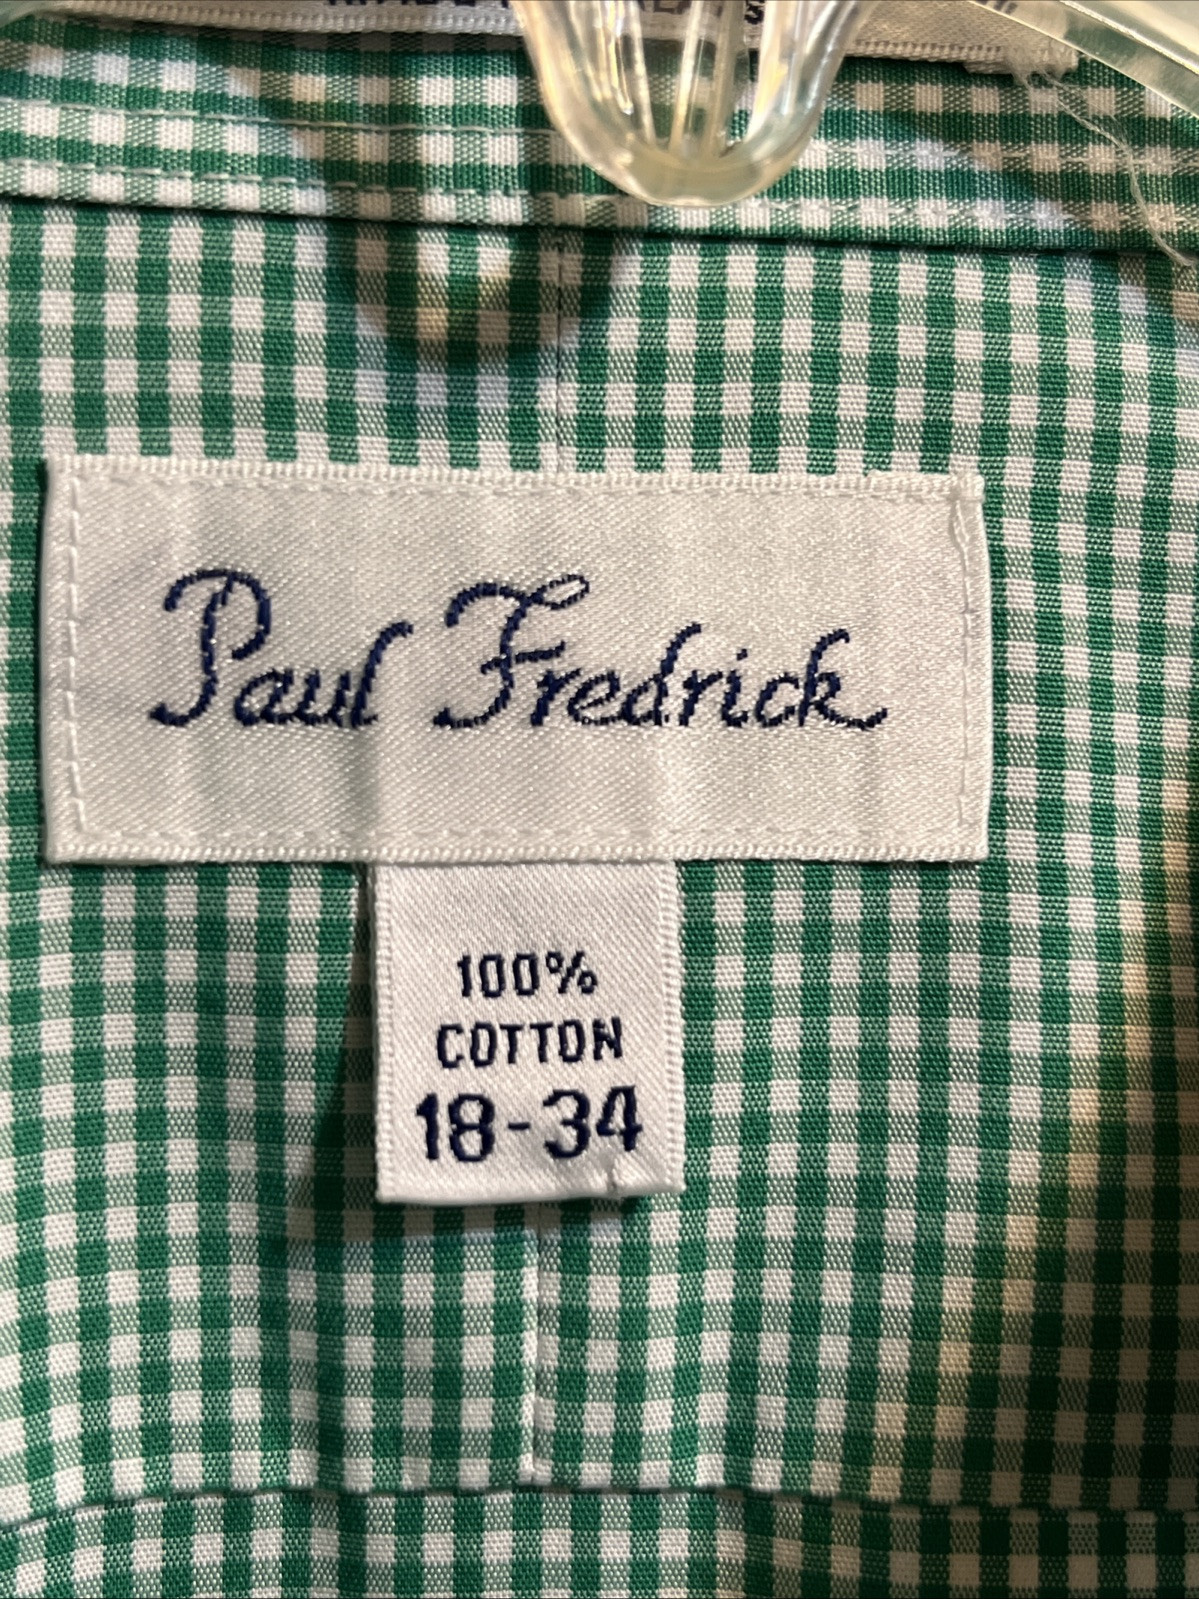 Paul Fredrick
100%
COTTON
18-34